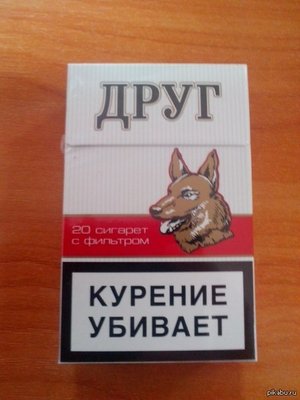 ДРУГ
20 сигарет
с фильтром
КУРЕНИЕ
УБИВАЕТ
pikabu.ru